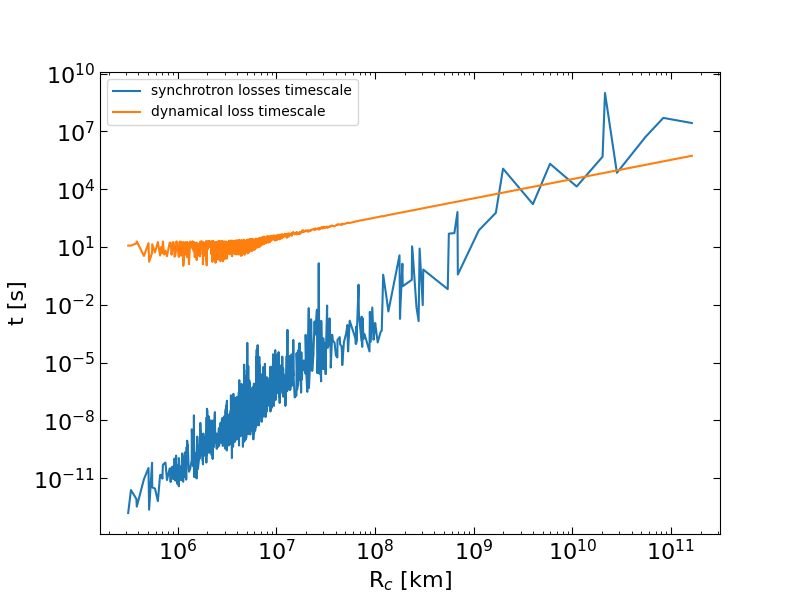 synchrotron losses timescale
dynamical loss timescale
10^10
10^7
10^4
10^1
10^-2
10^-5
10^-8
10^-11
t [s]
10^6 10^7 10^8 10^9 10^10 10^11
R_c [km]